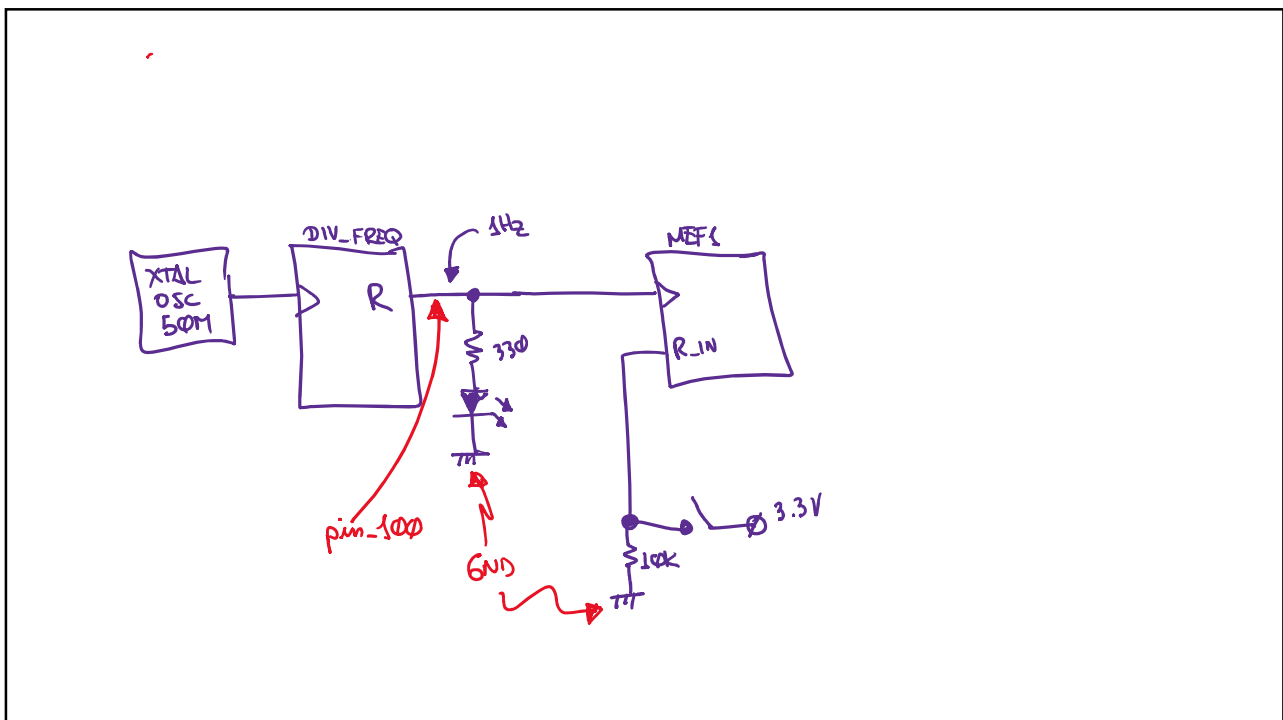 DIV_FREQ
1Hz
MEF1
XTAL
OSC
50M
R
330
R_IN
3.3V
pin_100
GND
10K